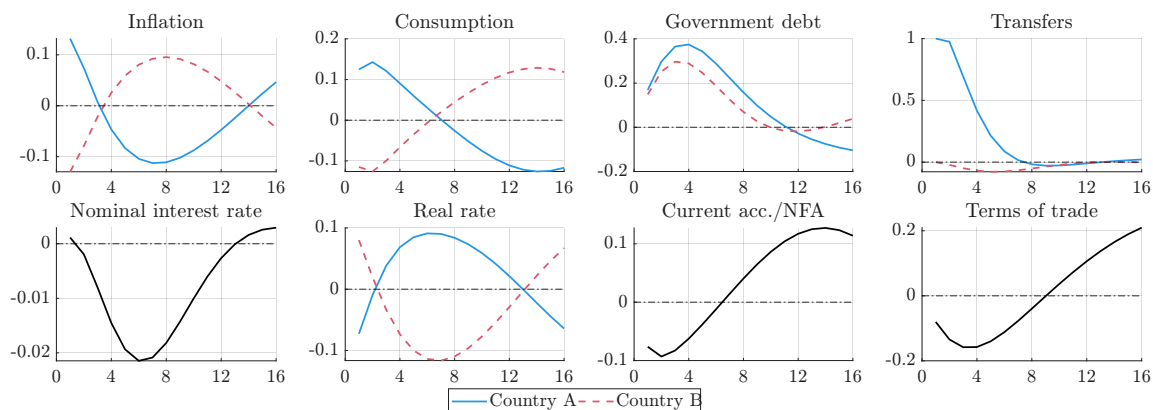 Inflation Consumption Government debt Transfers
0.1 0 -0.1
0 4 8 12 16
0.2 0.1 0 -0.1
0 4 8 12 16
0.4 0.2 0 -0.2
0 4 8 12 16
1 0.5 0
0 4 8 12 16
Nominal interest rate Real rate Current acc./NFA Terms of trade
0 -0.01 -0.02
0 4 8 12 16
0.1 0 -0.1
0 4 8 12 16
0.1 0 -0.1
0 4 8 12 16
0.2 0 -0.2
0 4 8 12 16
Country A Country B